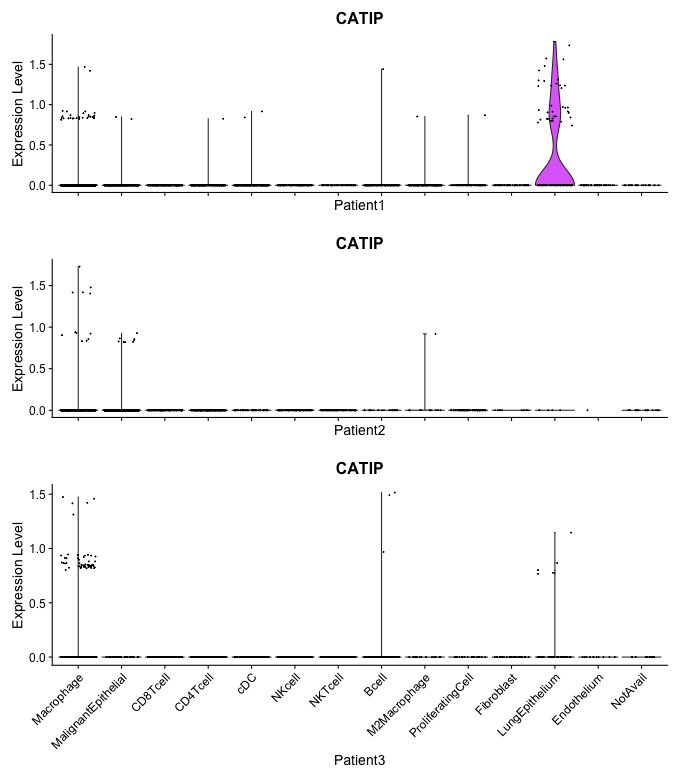 CATIP
Expression Level
1.5
1.0
0.5
0.0
Patient1
CATIP
Expression Level
1.5
1.0
0.5
0.0
Patient2
CATIP
Expression Level
1.5
1.0
0.5
0.0
Macrophage
MalignantEpithelial
CD8Tcell
CD4Tcell
cDC
NKcell
NKTcell
Bcell
M2Macrophage
ProliferatingCell
Fibroblast
LungEpithelium
Endothelium
NotAvail
Patient3